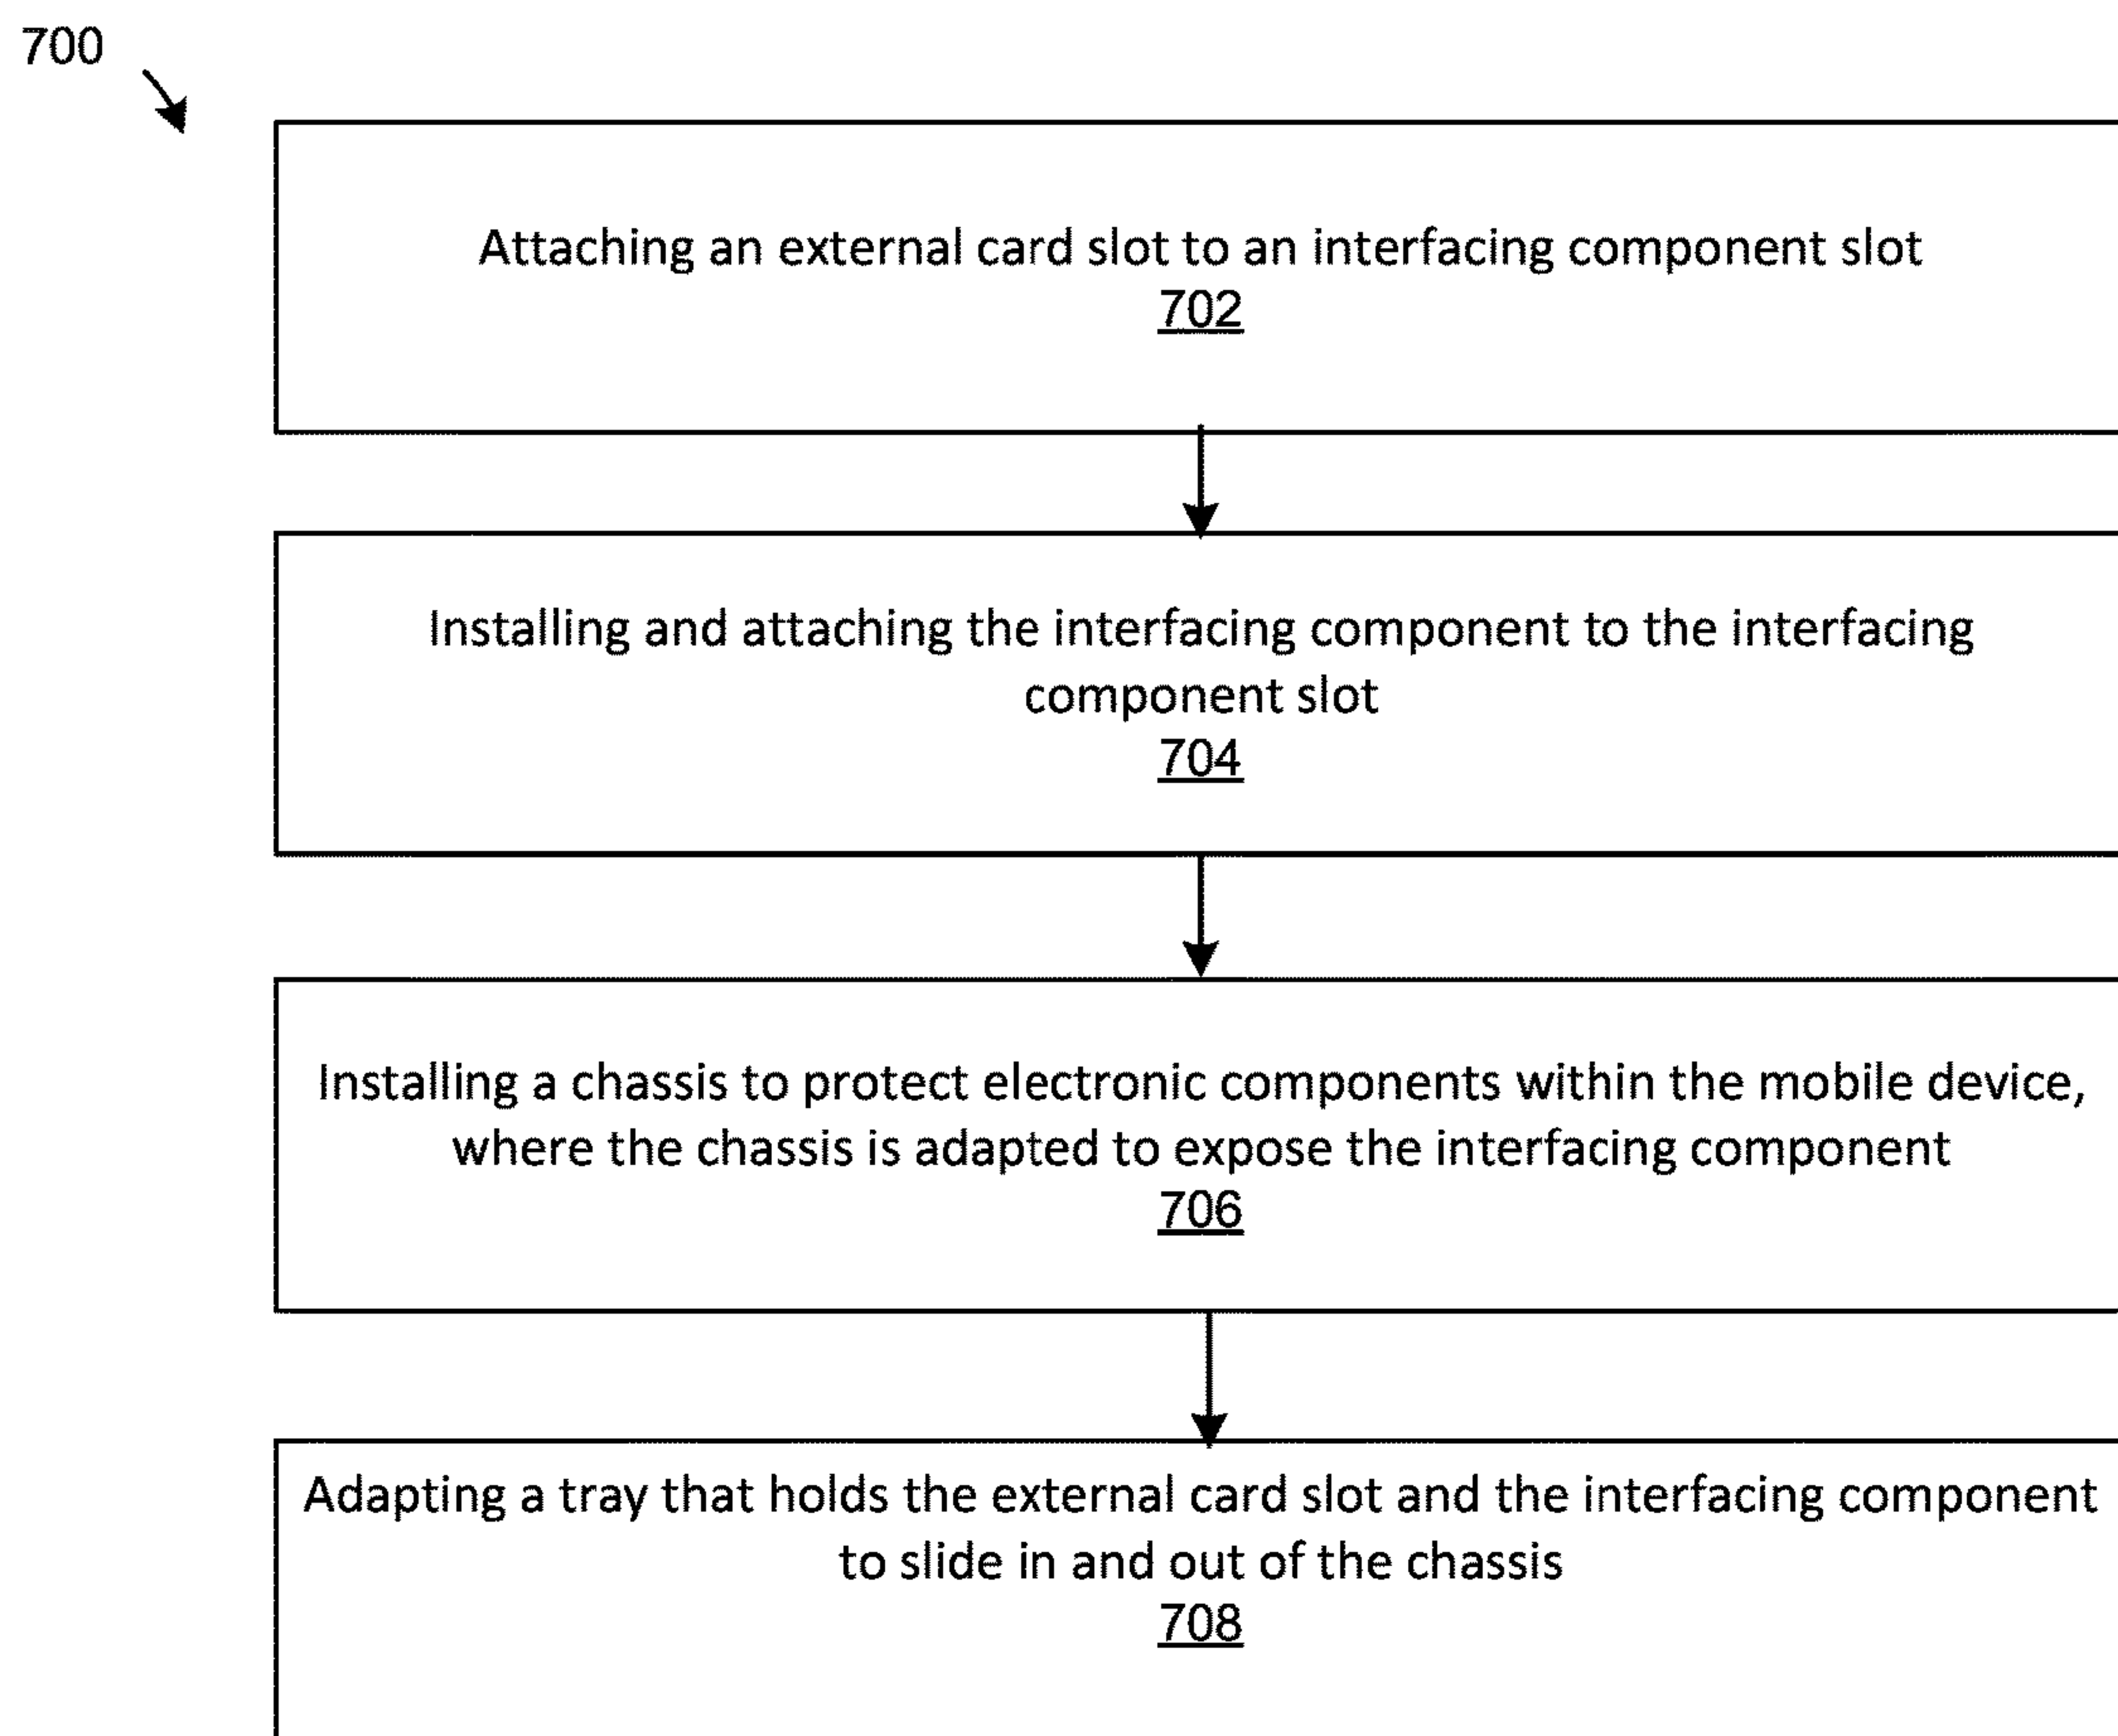 700
Attaching an external card slot to an interfacing component slot
702
Installing and attaching the interfacing component to the interfacing
component slot
704
Installing a chassis to protect electronic components within the mobile device,
where the chassis is adapted to expose the interfacing component
706
Adapting a tray that holds the external card slot and the interfacing component
to slide in and out of the chassis
708